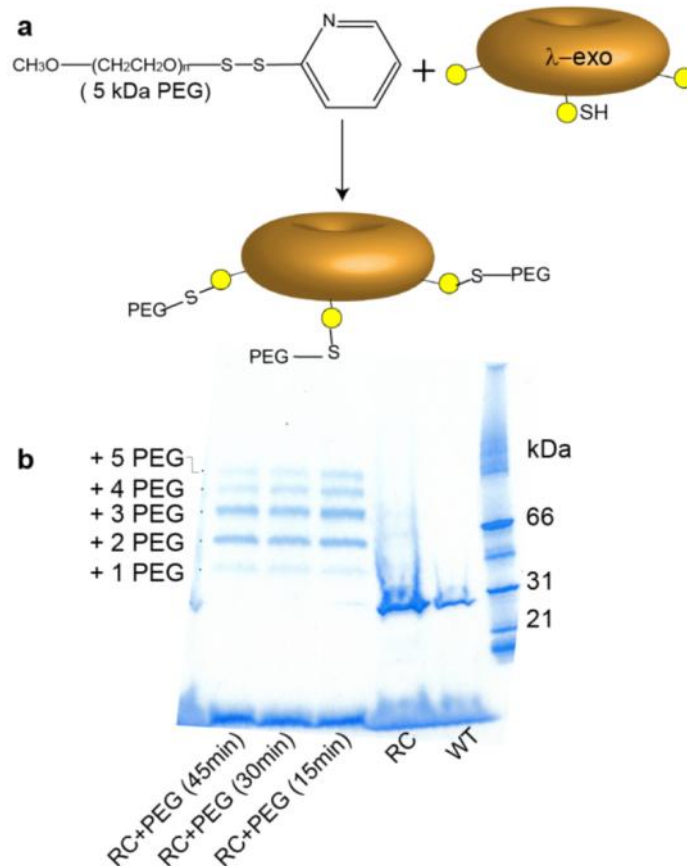 a
CH3O—(CH2CH2O)n—S—S—
N
( 5 kDa PEG)
+
λ–exo
SH
PEG—S
PEG—S
S—PEG
b
kDa
+ 5 PEG
+ 4 PEG
+ 3 PEG
+ 2 PEG
+ 1 PEG
66
31
21
RC+PEG (45min)
RC+PEG (30min)
RC+PEG (15min)
RC
WT